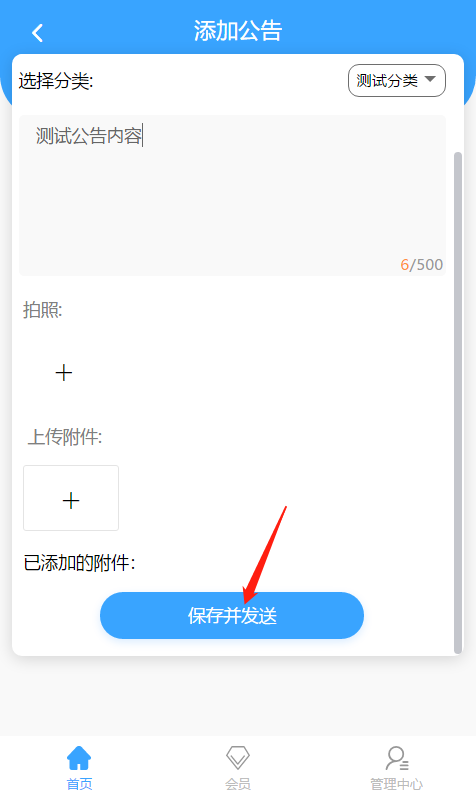 添加公告
选择分类:
测试分类
测试公告内容
6/500
拍照:
上传附件:
已添加的附件:
保存并发送
首页
会员
管理中心